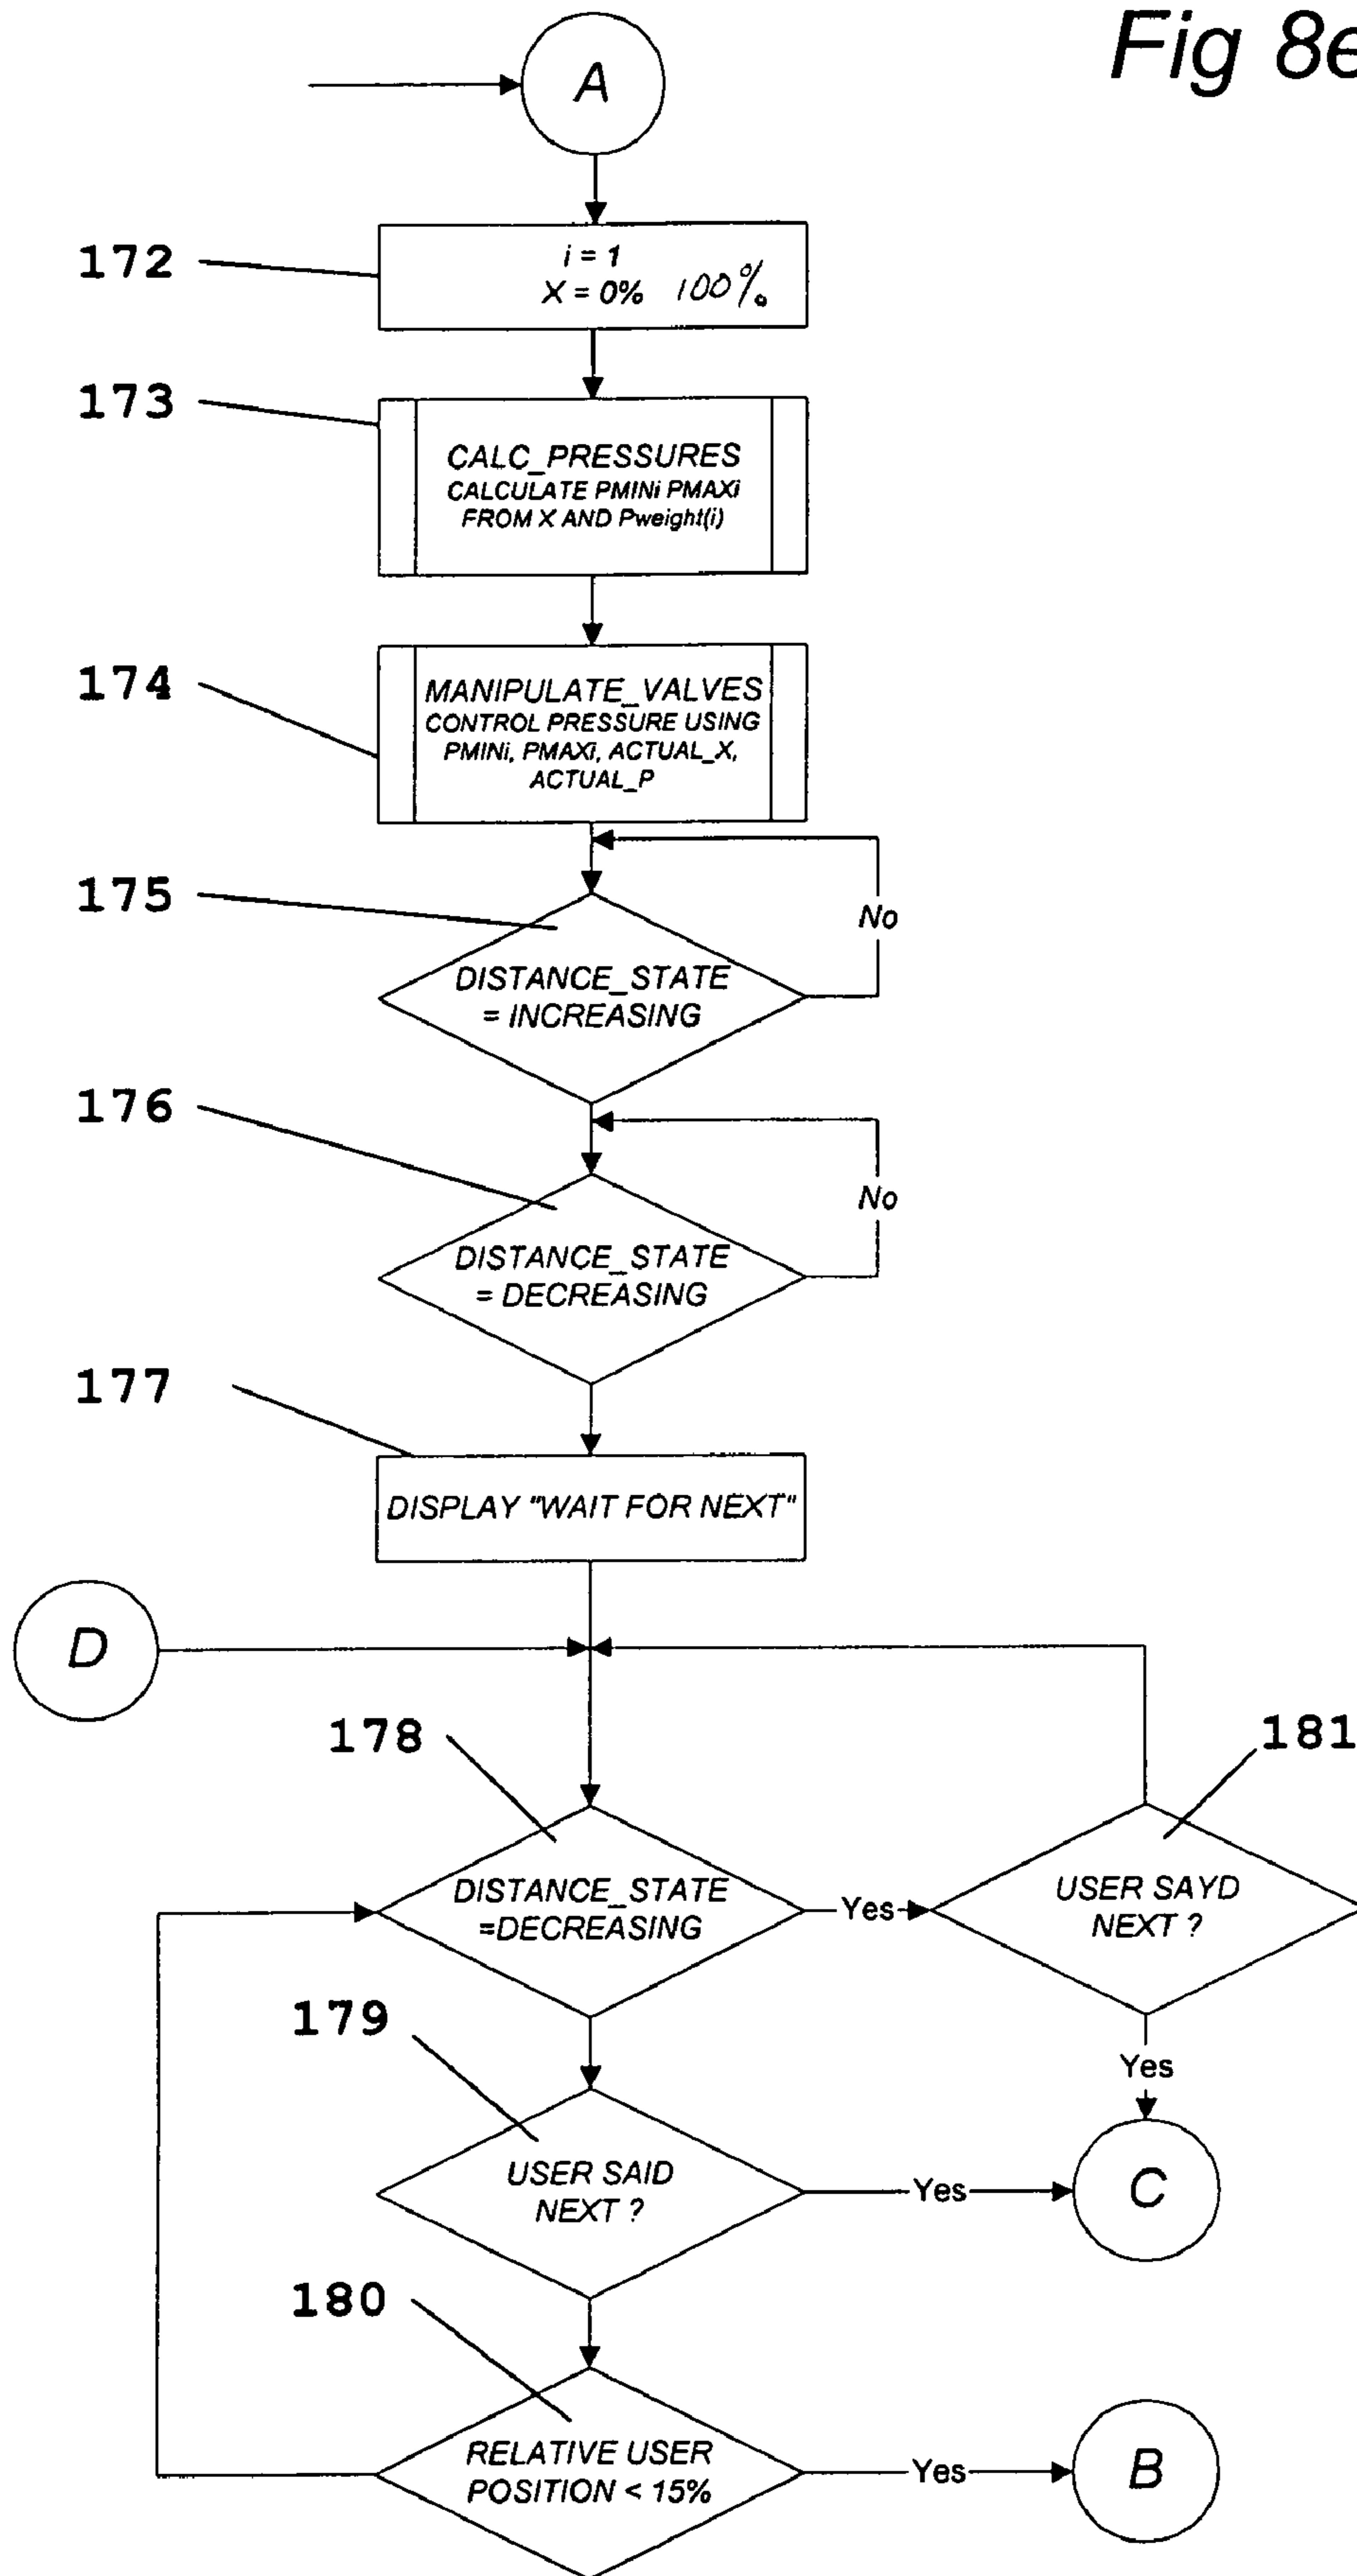 Fig 8e
A
172
i = 1
X = 0% 100%
173
CALC_PRESSURES
CALCULATE PMINi PMAXi
FROM X AND Pweight(i)
174
MANIPULATE_VALVES
CONTROL PRESSURE USING
PMINi, PMAXi, ACTUAL_X,
ACTUAL_P
175
No
DISTANCE_STATE
= INCREASING
176
No
DISTANCE_STATE
= DECREASING
177
DISPLAY "WAIT FOR NEXT"
D
178
181
DISTANCE_STATE
=DECREASING
Yes
USER SAYD
NEXT ?
179
Yes
USER SAID
NEXT ?
Yes
C
180
RELATIVE USER
POSITION < 15%
Yes
B